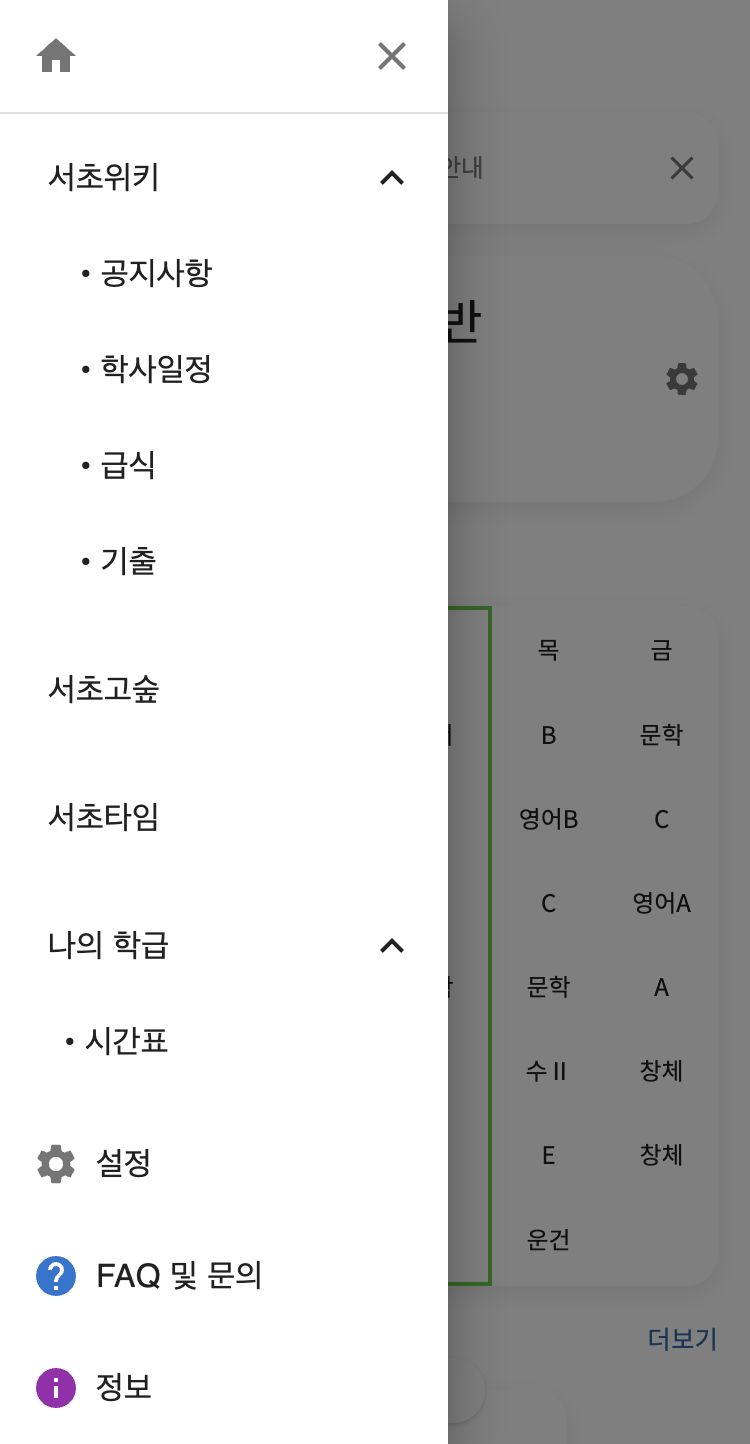 서초위키
• 공지사항
• 학사일정
• 급식
• 기출
서초고숲
서초타임
나의 학급
• 시간표
설정
FAQ 및 문의
정보
안내
반
목 금
B 문학
영어B C
C 영어A
문학 A
수Ⅱ 창체
E 창체
운건
더보기